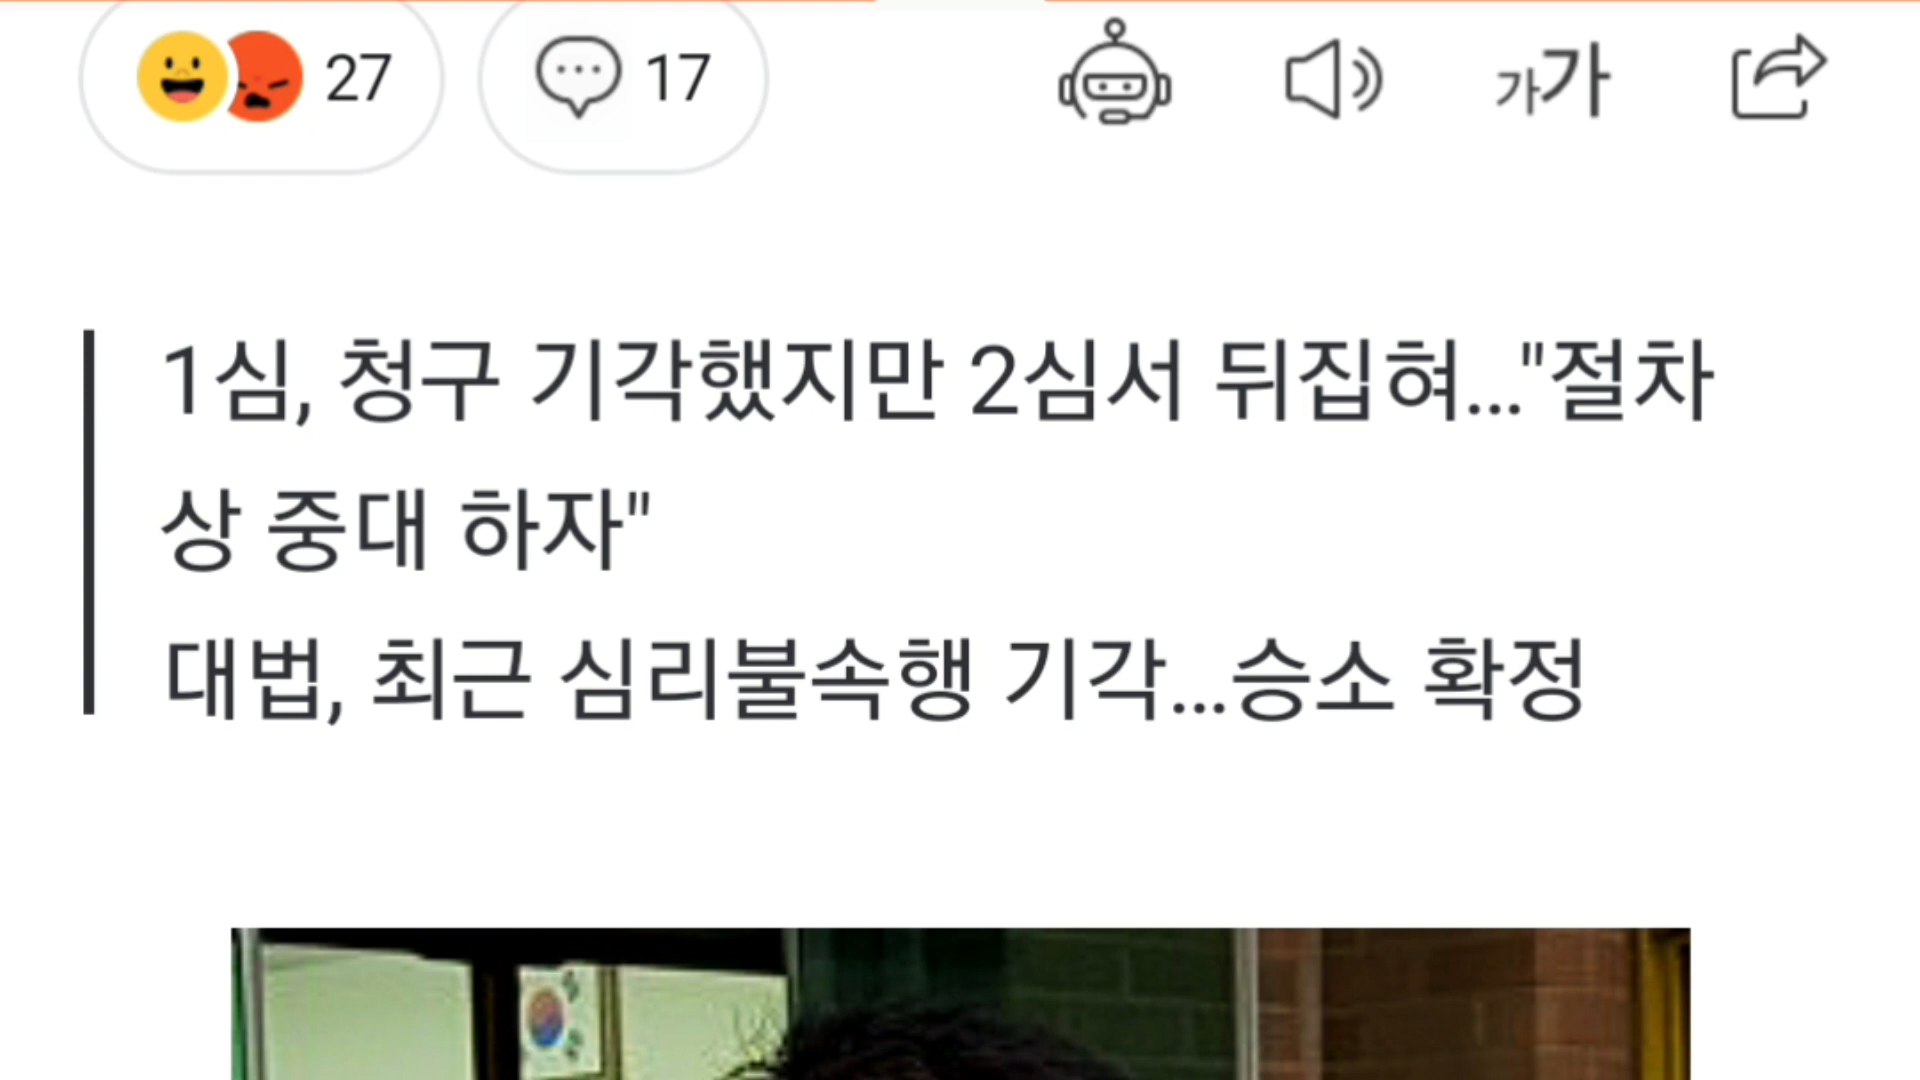 27 17 가가
1심, 청구 기각했지만 2심서 뒤집혀…"절차
상 중대 하자"
대법, 최근 심리불속행 기각…승소 확정